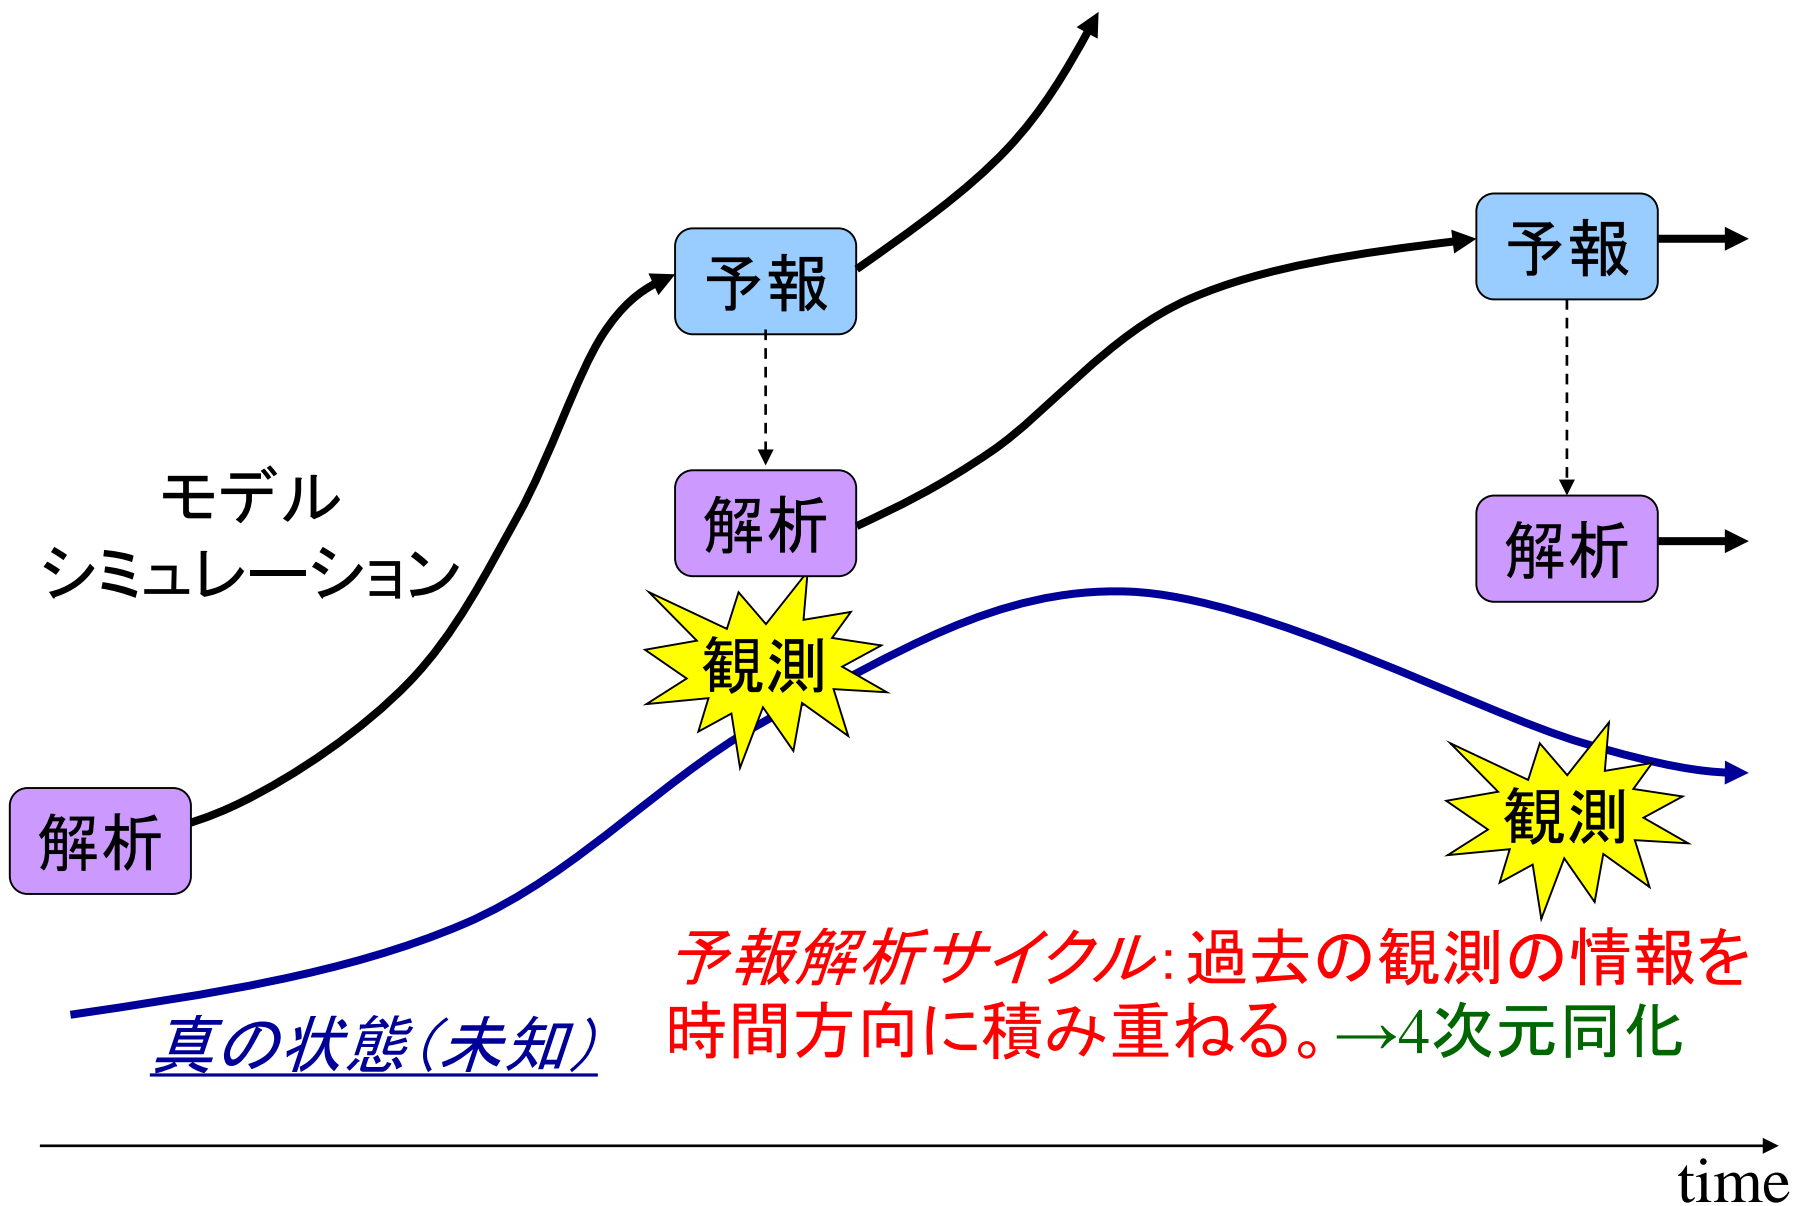 予報
予報
モデル
シミュレーション
解析
解析
観測
解析
観測
予報解析サイクル：過去の観測の情報を
時間方向に積み重ねる。→4次元同化
真の状態（未知）
time